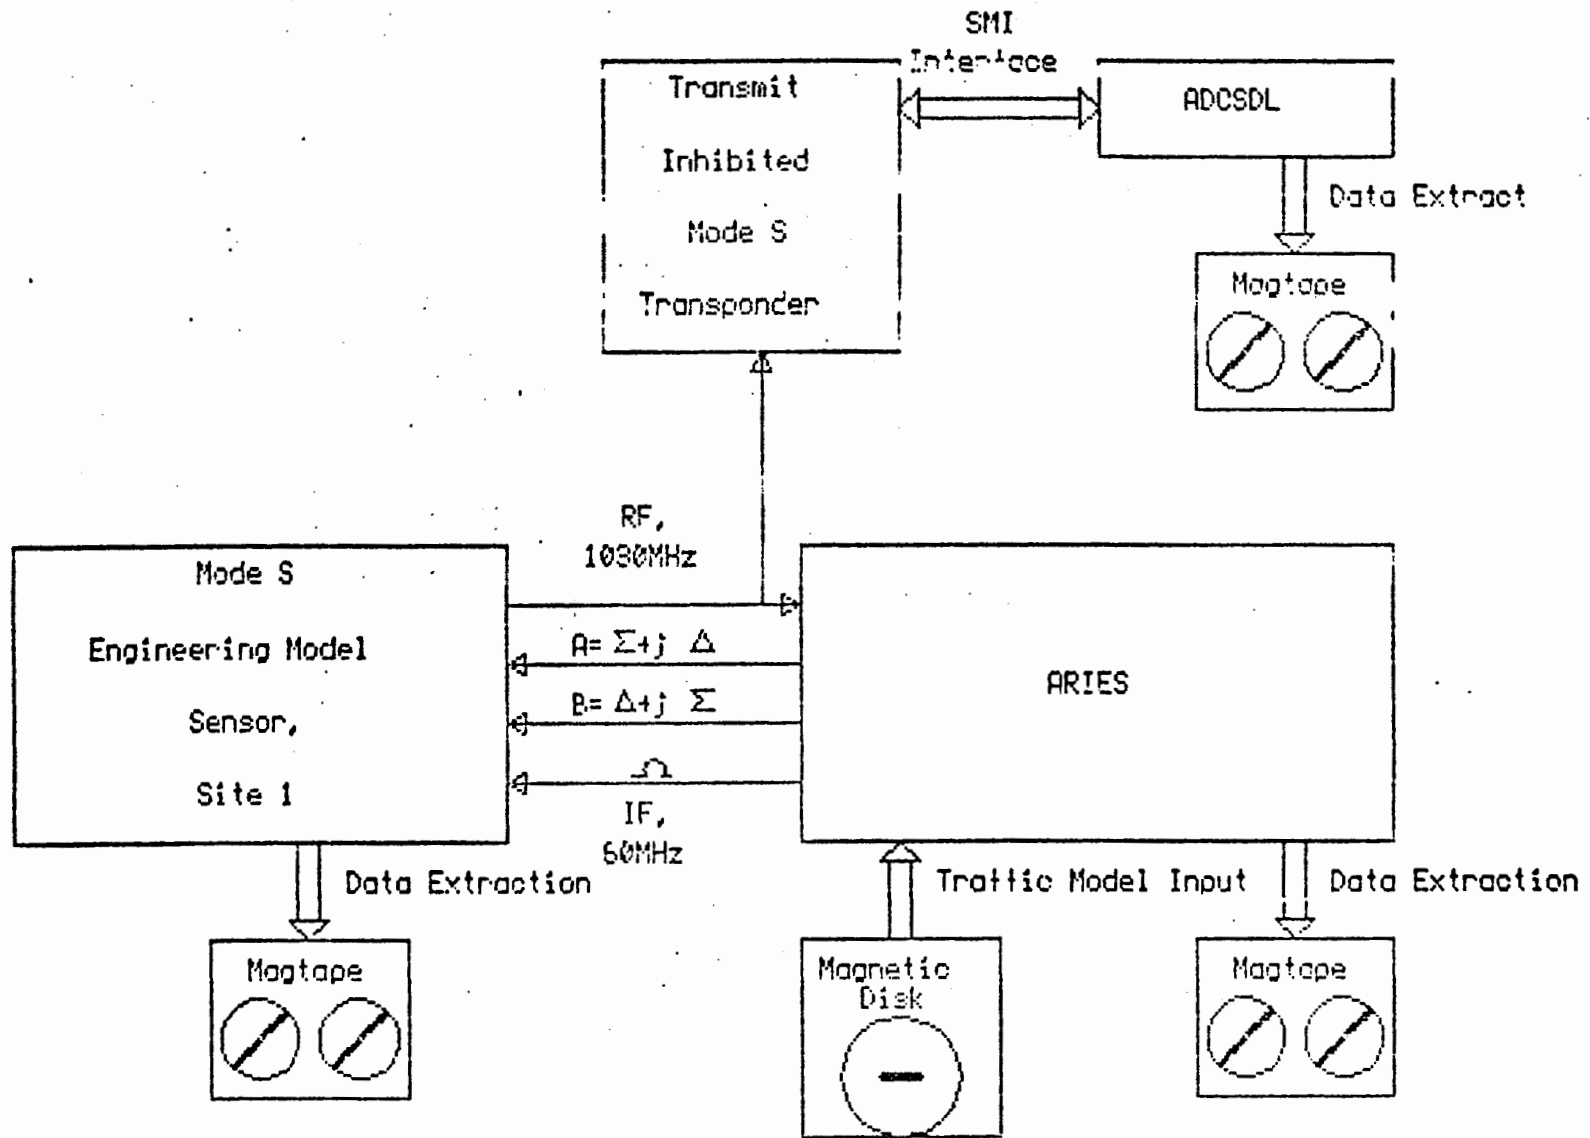 SMI
Interface
Transmit
Inhibited
Mode S
Transponder
ADCSDL
Data Extract
Magtape
RF,
1030MHz
Mode S
Engineering Model
Sensor,
Site 1
A= Σ+j Δ
B= Δ+j Σ
Ω
IF,
60MHz
ARIES
Data Extraction
Traffic Model Input
Data Extraction
Magtape
Magnetic
Disk
Magtape